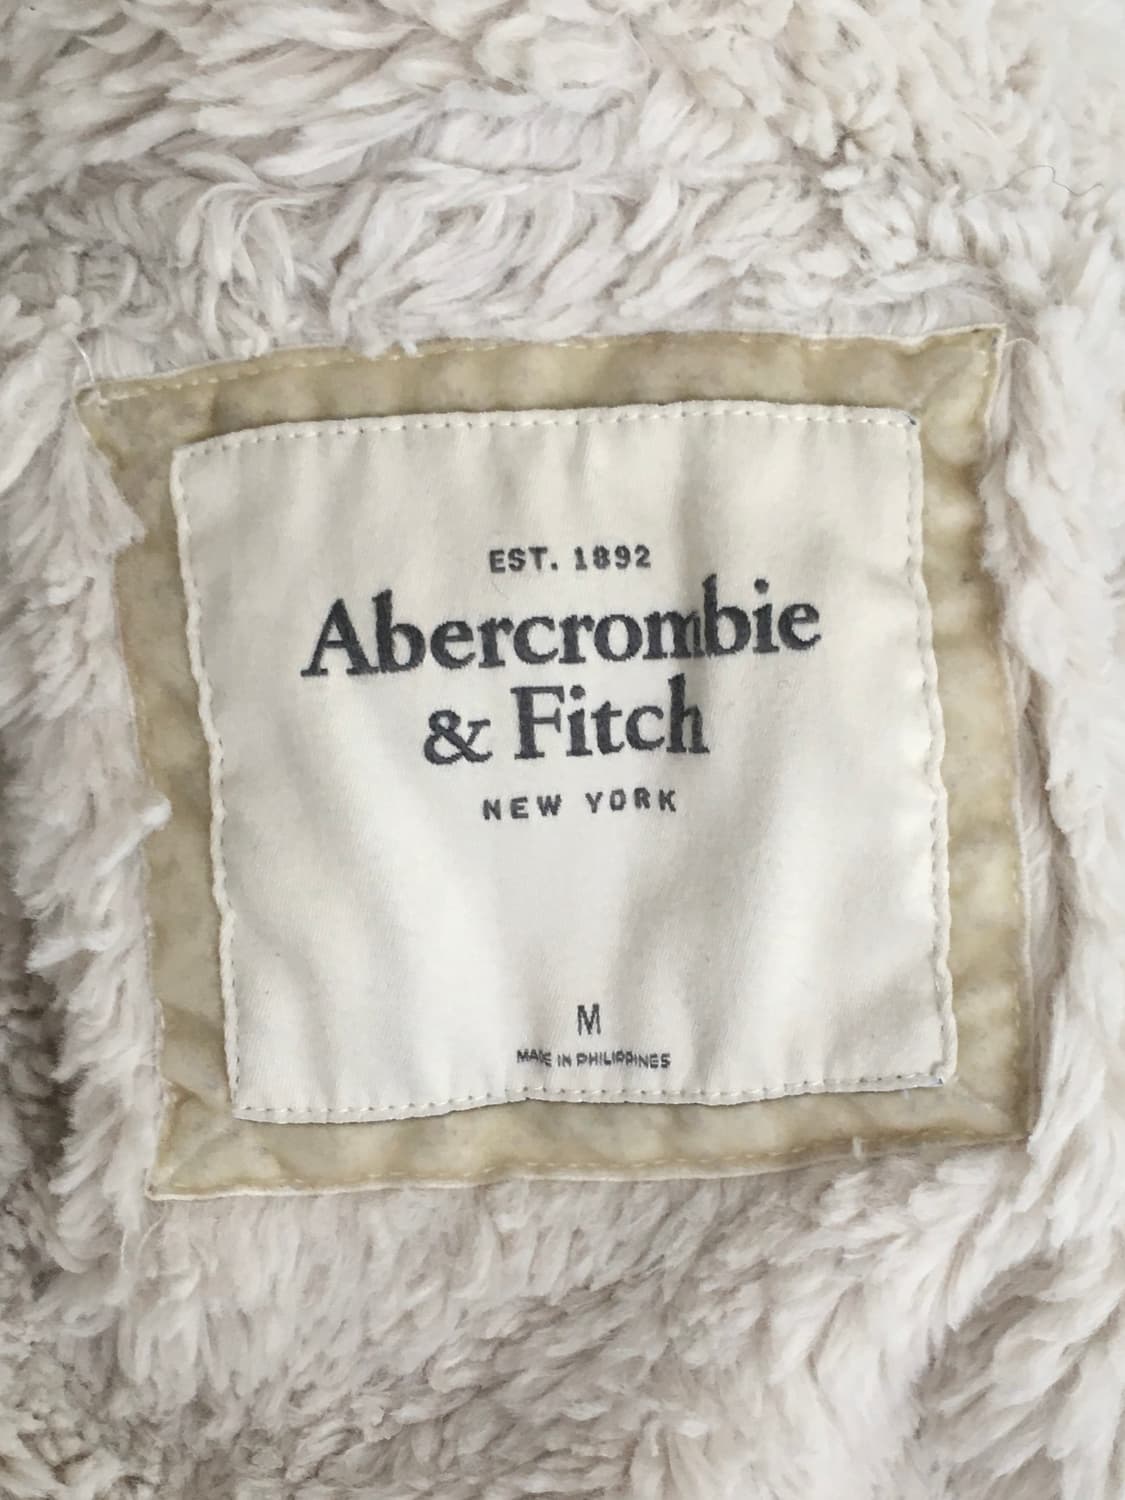 EST. 1892
Abercrombie
& Fitch
NEW YORK
M
MADE IN PHILIPPINES